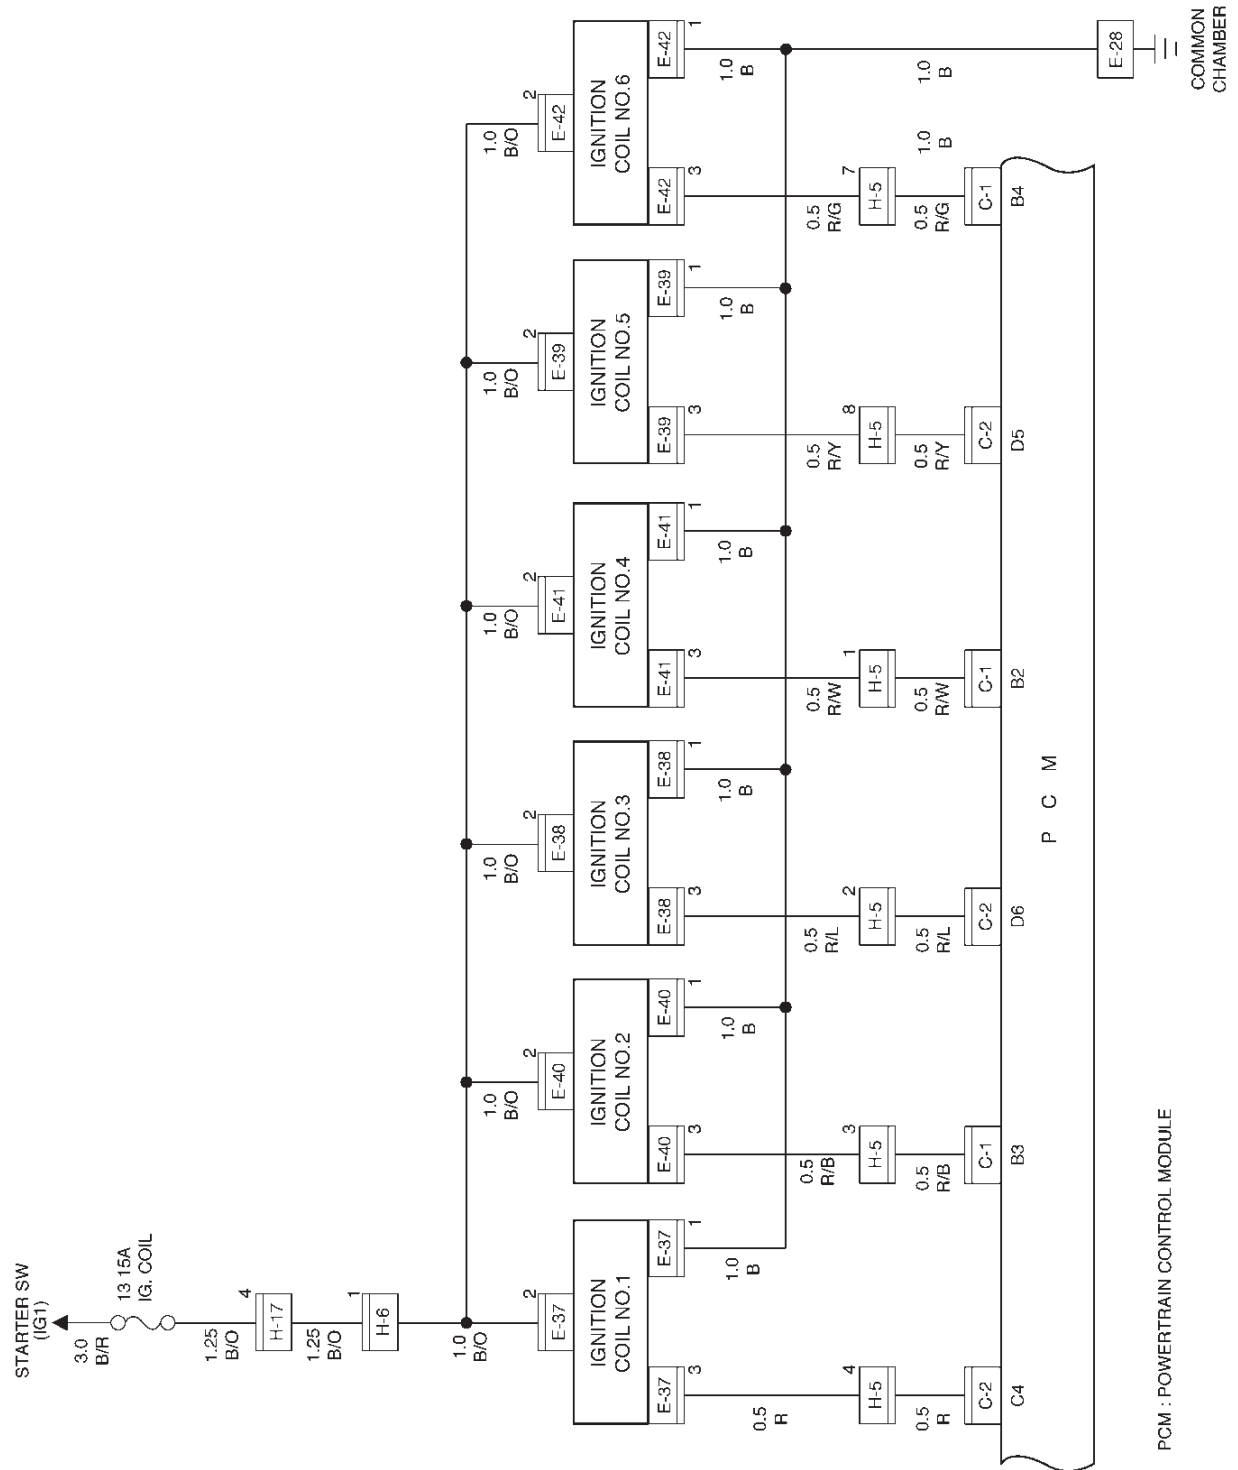 STARTER SW
(IG1)
3.0
B/R
13 15A
IG. COIL
1.25
B/O
4
H-17
1.25
B/O
1
H-6
1.0
B/O
1.0
B/O
1.0
B/O
1.0
B/O
1.0
B/O
1.0
B/O
2
E-37
2
E-40
2
E-38
2
E-41
2
E-39
2
E-42
IGNITION
COIL NO.1
IGNITION
COIL NO.2
IGNITION
COIL NO.3
IGNITION
COIL NO.4
IGNITION
COIL NO.5
IGNITION
COIL NO.6
E-37
3
E-37
1
E-40
3
E-40
1
E-38
3
E-38
1
E-41
3
E-41
1
E-39
3
E-39
1
E-42
3
E-42
1
0.5
R
1.0
B
1.0
B
1.0
B
1.0
B
1.0
B
1.0
B
0.5
R/B
0.5
R/L
0.5
R/W
0.5
R/Y
0.5
R/G
4
H-5
3
H-5
2
H-5
1
H-5
8
H-5
7
H-5
0.5
R
0.5
R/B
0.5
R/L
0.5
R/W
0.5
R/Y
0.5
R/G
1.0
B
1.0
B
C-2
C-1
C-2
C-1
C-2
C-1
C4
B3
D6
B2
D5
B4
P C M
E-28
COMMON
CHAMBER
PCM : POWERTRAIN CONTROL MODULE